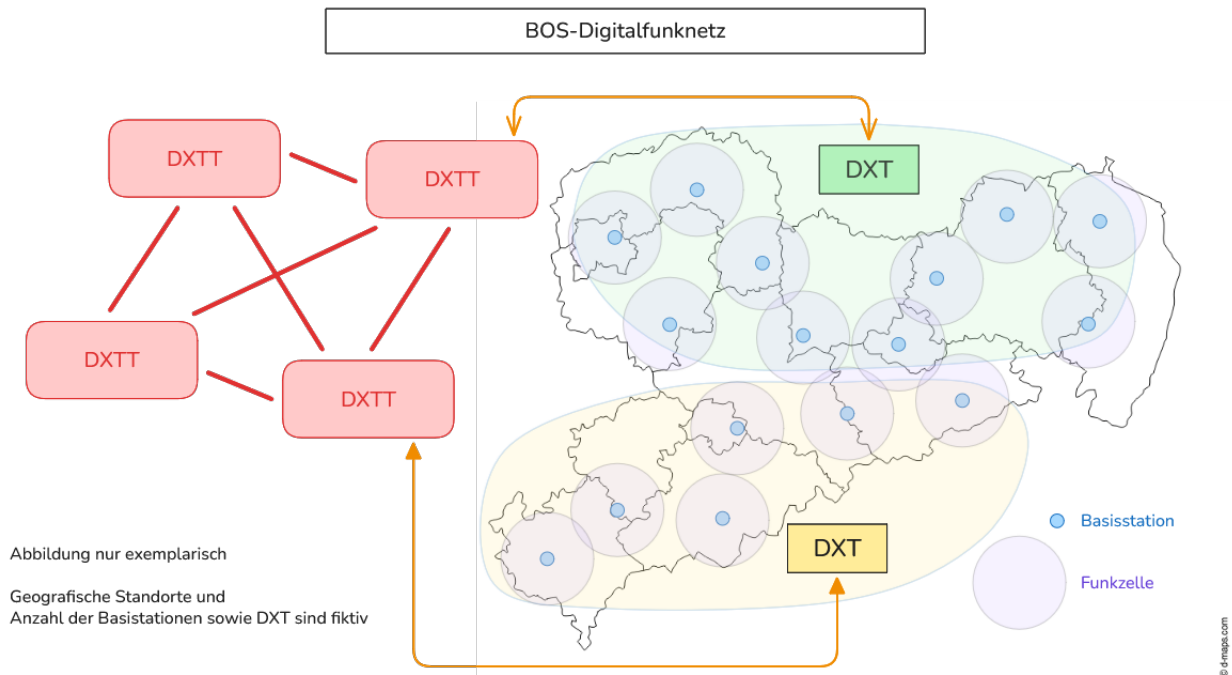 BOS-Digitalfunknetz
DXTT
DXTT
DXTT
DXTT
DXT
DXT
Basisstation
Funkzelle
Abbildung nur exemplarisch
Geografische Standorte und
Anzahl der Basistationen sowie DXT sind fiktiv
© d-maps.com